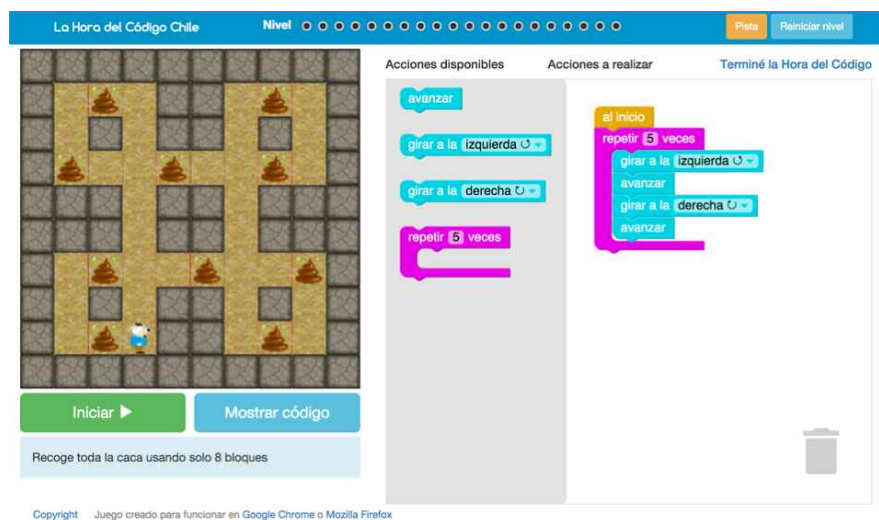 La Hora del Código Chile
Nivel
Pista
Reiniciar nivel
Acciones disponibles
Acciones a realizar
Terminé la Hora del Código
avanzar
girar a la izquierda ↺
girar a la derecha ↻
repetir 5 veces
al inicio
repetir 5 veces
girar a la izquierda ↺
avanzar
girar a la derecha ↻
avanzar
Iniciar
Mostrar código
Recoge toda la caca usando solo 8 bloques
Copyright Juego creado para funcionar en Google Chrome o Mozilla Firefox